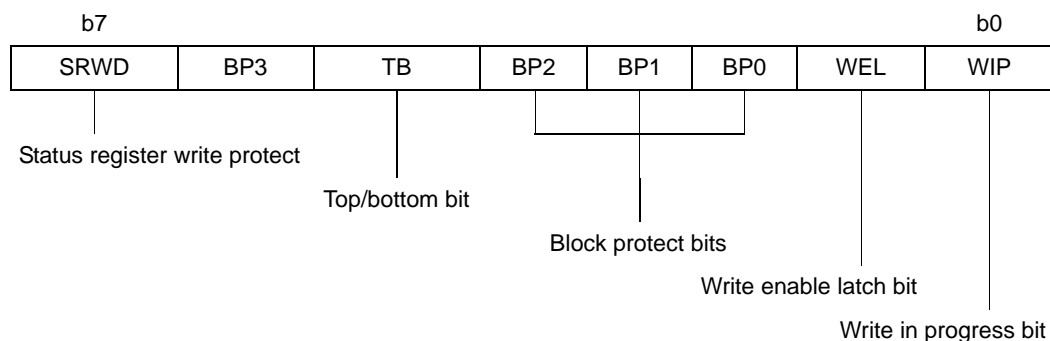 b7 b0
SRWD BP3 TB BP2 BP1 BP0 WEL WIP
Status register write protect
Top/bottom bit
Block protect bits
Write enable latch bit
Write in progress bit